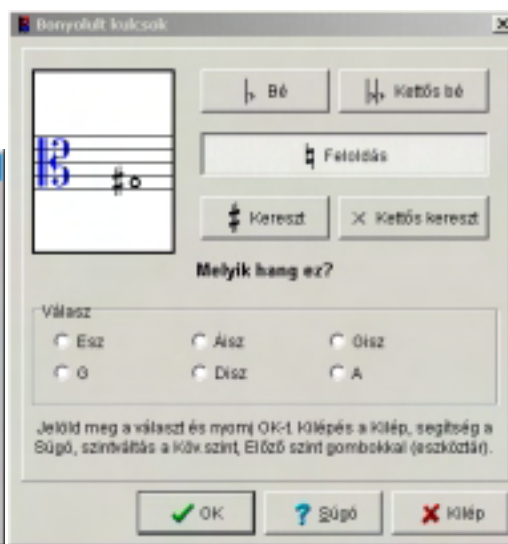 Bonyolult kulcsok
Bé
Kettős bé
Feloldás
Kereszt
Kettős kereszt
Melyik hang ez?
Válasz
Esz
Áisz
Gisz
G
Disz
A
Jelöld meg a választ és nyomj OK-t. Kilépés a Kilép, segítség a
Súgó, szintváltás a Köv.szint, Előző szint gombokkal (eszköztár).
OK
Súgó
Kilép